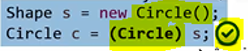 Shape s = new Circle();
Circle c = (Circle) s;